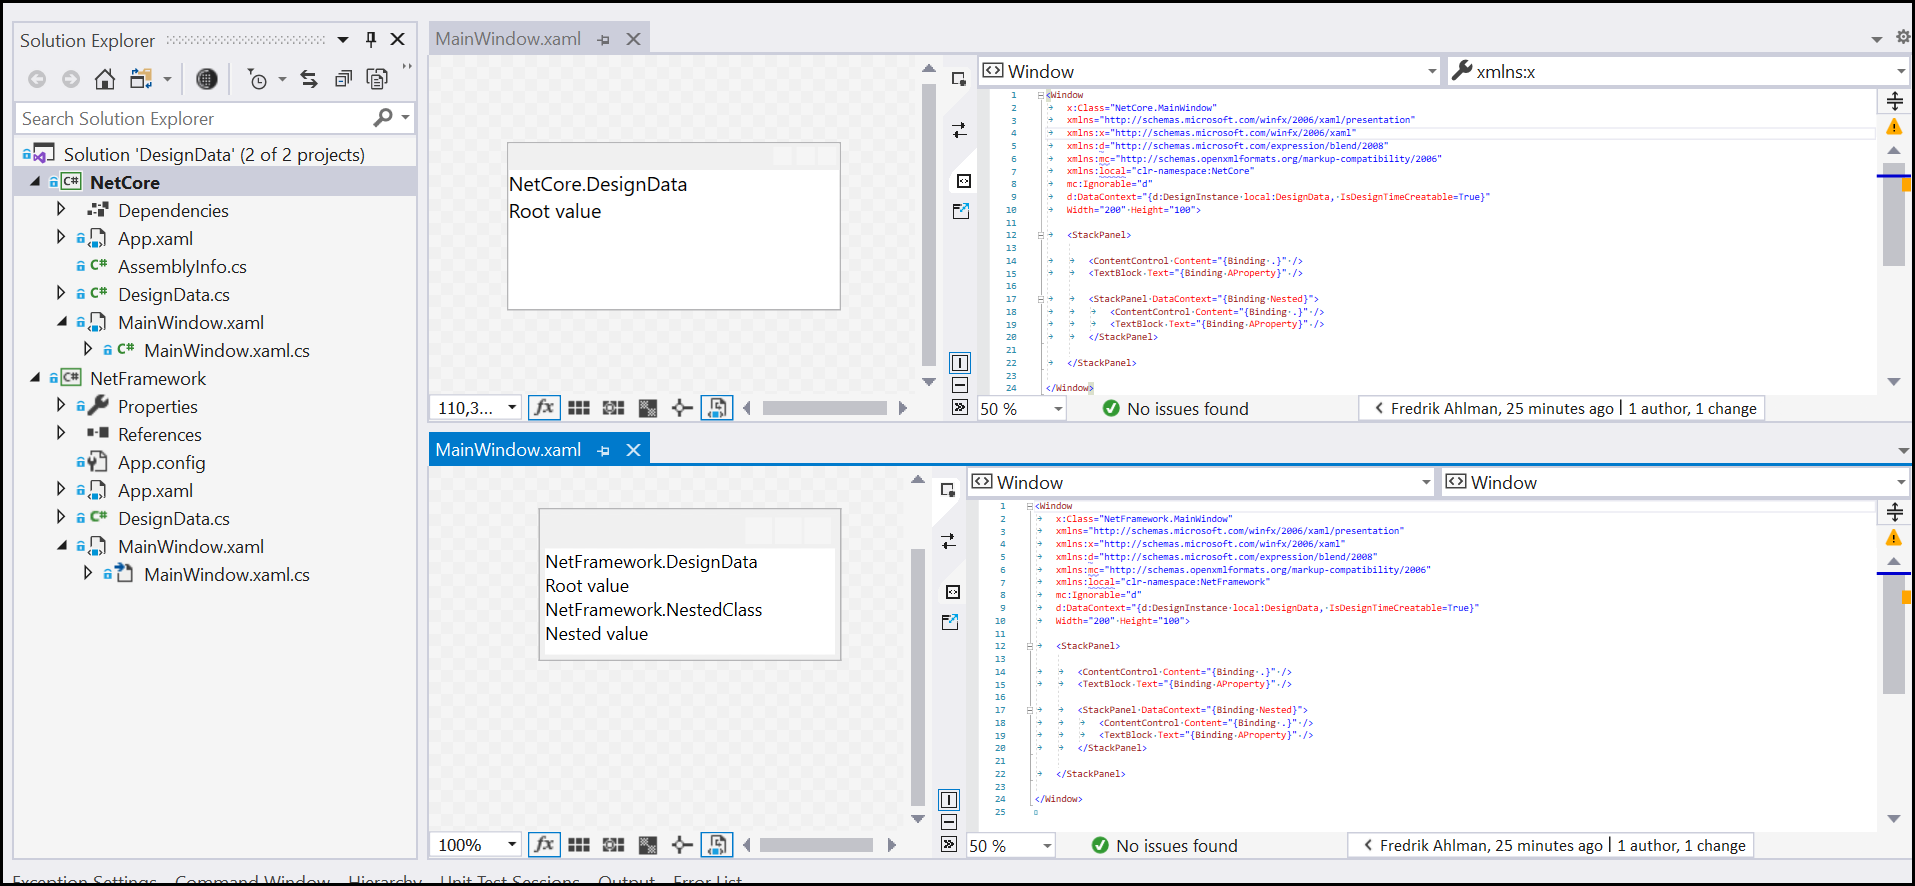 Solution Explorer
Search Solution Explorer
Solution 'DesignData' (2 of 2 projects)
NetCore
Dependencies
App.xaml
AssemblyInfo.cs
DesignData.cs
MainWindow.xaml
MainWindow.xaml.cs
NetFramework
Properties
References
App.config
App.xaml
DesignData.cs
MainWindow.xaml
MainWindow.xaml.cs
MainWindow.xaml
NetCore.DesignData
Root value
110,3...
Window
xmlns:x
1 <Window
2 x:Class="NetCore.MainWindow"
3 xmlns="http://schemas.microsoft.com/winfx/2006/xaml/presentation"
4 xmlns:x="http://schemas.microsoft.com/winfx/2006/xaml"
5 xmlns:d="http://schemas.microsoft.com/expression/blend/2008"
6 xmlns:mc="http://schemas.openxmlformats.org/markup-compatibility/2006"
7 xmlns:local="clr-namespace:NetCore"
8 mc:Ignorable="d"
9 d:DataContext="{d:DesignInstance local:DesignData, IsDesignTimeCreatable=True}"
10 Width="200" Height="100">
11
12 <StackPanel>
13
14 <ContentControl Content="{Binding .}" />
15 <TextBlock Text="{Binding AProperty}" />
16
17 <StackPanel DataContext="{Binding Nested}">
18 <ContentControl Content="{Binding .}" />
19 <TextBlock Text="{Binding AProperty}" />
20 </StackPanel>
21
22 </StackPanel>
23
24 </Window>
50 %
No issues found
Fredrik Ahlman, 25 minutes ago | 1 author, 1 change
MainWindow.xaml
NetFramework.DesignData
Root value
NetFramework.NestedClass
Nested value
100%
Window
Window
1 <Window
2 x:Class="NetFramework.MainWindow"
3 xmlns="http://schemas.microsoft.com/winfx/2006/xaml/presentation"
4 xmlns:x="http://schemas.microsoft.com/winfx/2006/xaml"
5 xmlns:d="http://schemas.microsoft.com/expression/blend/2008"
6 xmlns:mc="http://schemas.openxmlformats.org/markup-compatibility/2006"
7 xmlns:local="clr-namespace:NetFramework"
8 mc:Ignorable="d"
9 d:DataContext="{d:DesignInstance local:DesignData, IsDesignTimeCreatable=True}"
10 Width="200" Height="100">
11
12 <StackPanel>
13
14 <ContentControl Content="{Binding .}" />
15 <TextBlock Text="{Binding AProperty}" />
16
17 <StackPanel DataContext="{Binding Nested}">
18 <ContentControl Content="{Binding .}" />
19 <TextBlock Text="{Binding AProperty}" />
20 </StackPanel>
21
22 </StackPanel>
23
24 </Window>
25
50 %
No issues found
Fredrik Ahlman, 25 minutes ago | 1 author, 1 change
Exception Settings Command Window Hierarchy Unit Test Sessions Output Error List